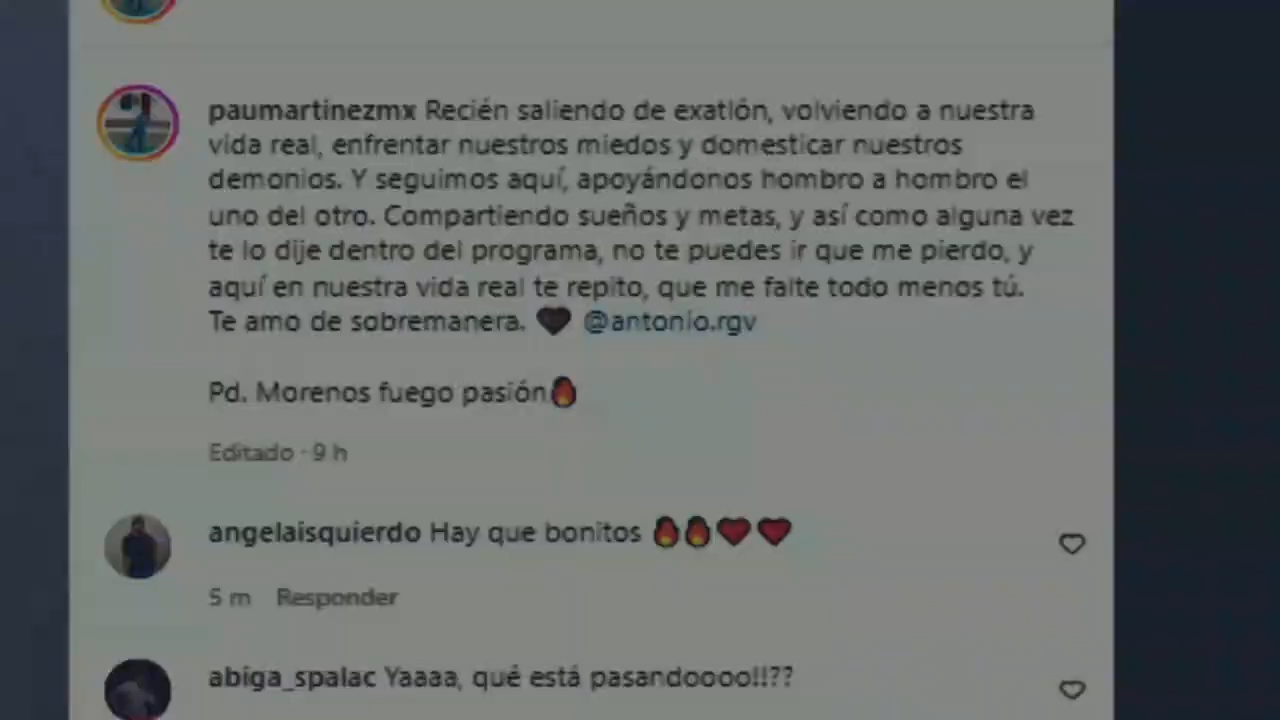 paumartinezmx Recién saliendo de exatlón, volviendo a nuestra
vida real, enfrentar nuestros miedos y domesticar nuestros
demonios. Y seguimos aquí, apoyándonos hombro a hombro el
uno del otro. Compartiendo sueños y metas, y así como alguna vez
te lo dije dentro del programa, no te puedes ir que me pierdo, y
aquí en nuestra vida real te repito, que me falte todo menos tú.
Te amo de sobremanera. 🖤 @antonio.rgv
Pd. Morenos fuego pasión🔥
Editado · 9 h
angelaisquierdo Hay que bonitos 🔥🔥❤️❤️
5 m Responder
abiga_spalac Yaaaa, qué está pasandoooo!!??